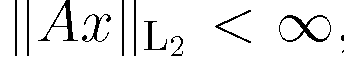 ‖Ax‖_{L_2} < ∞,